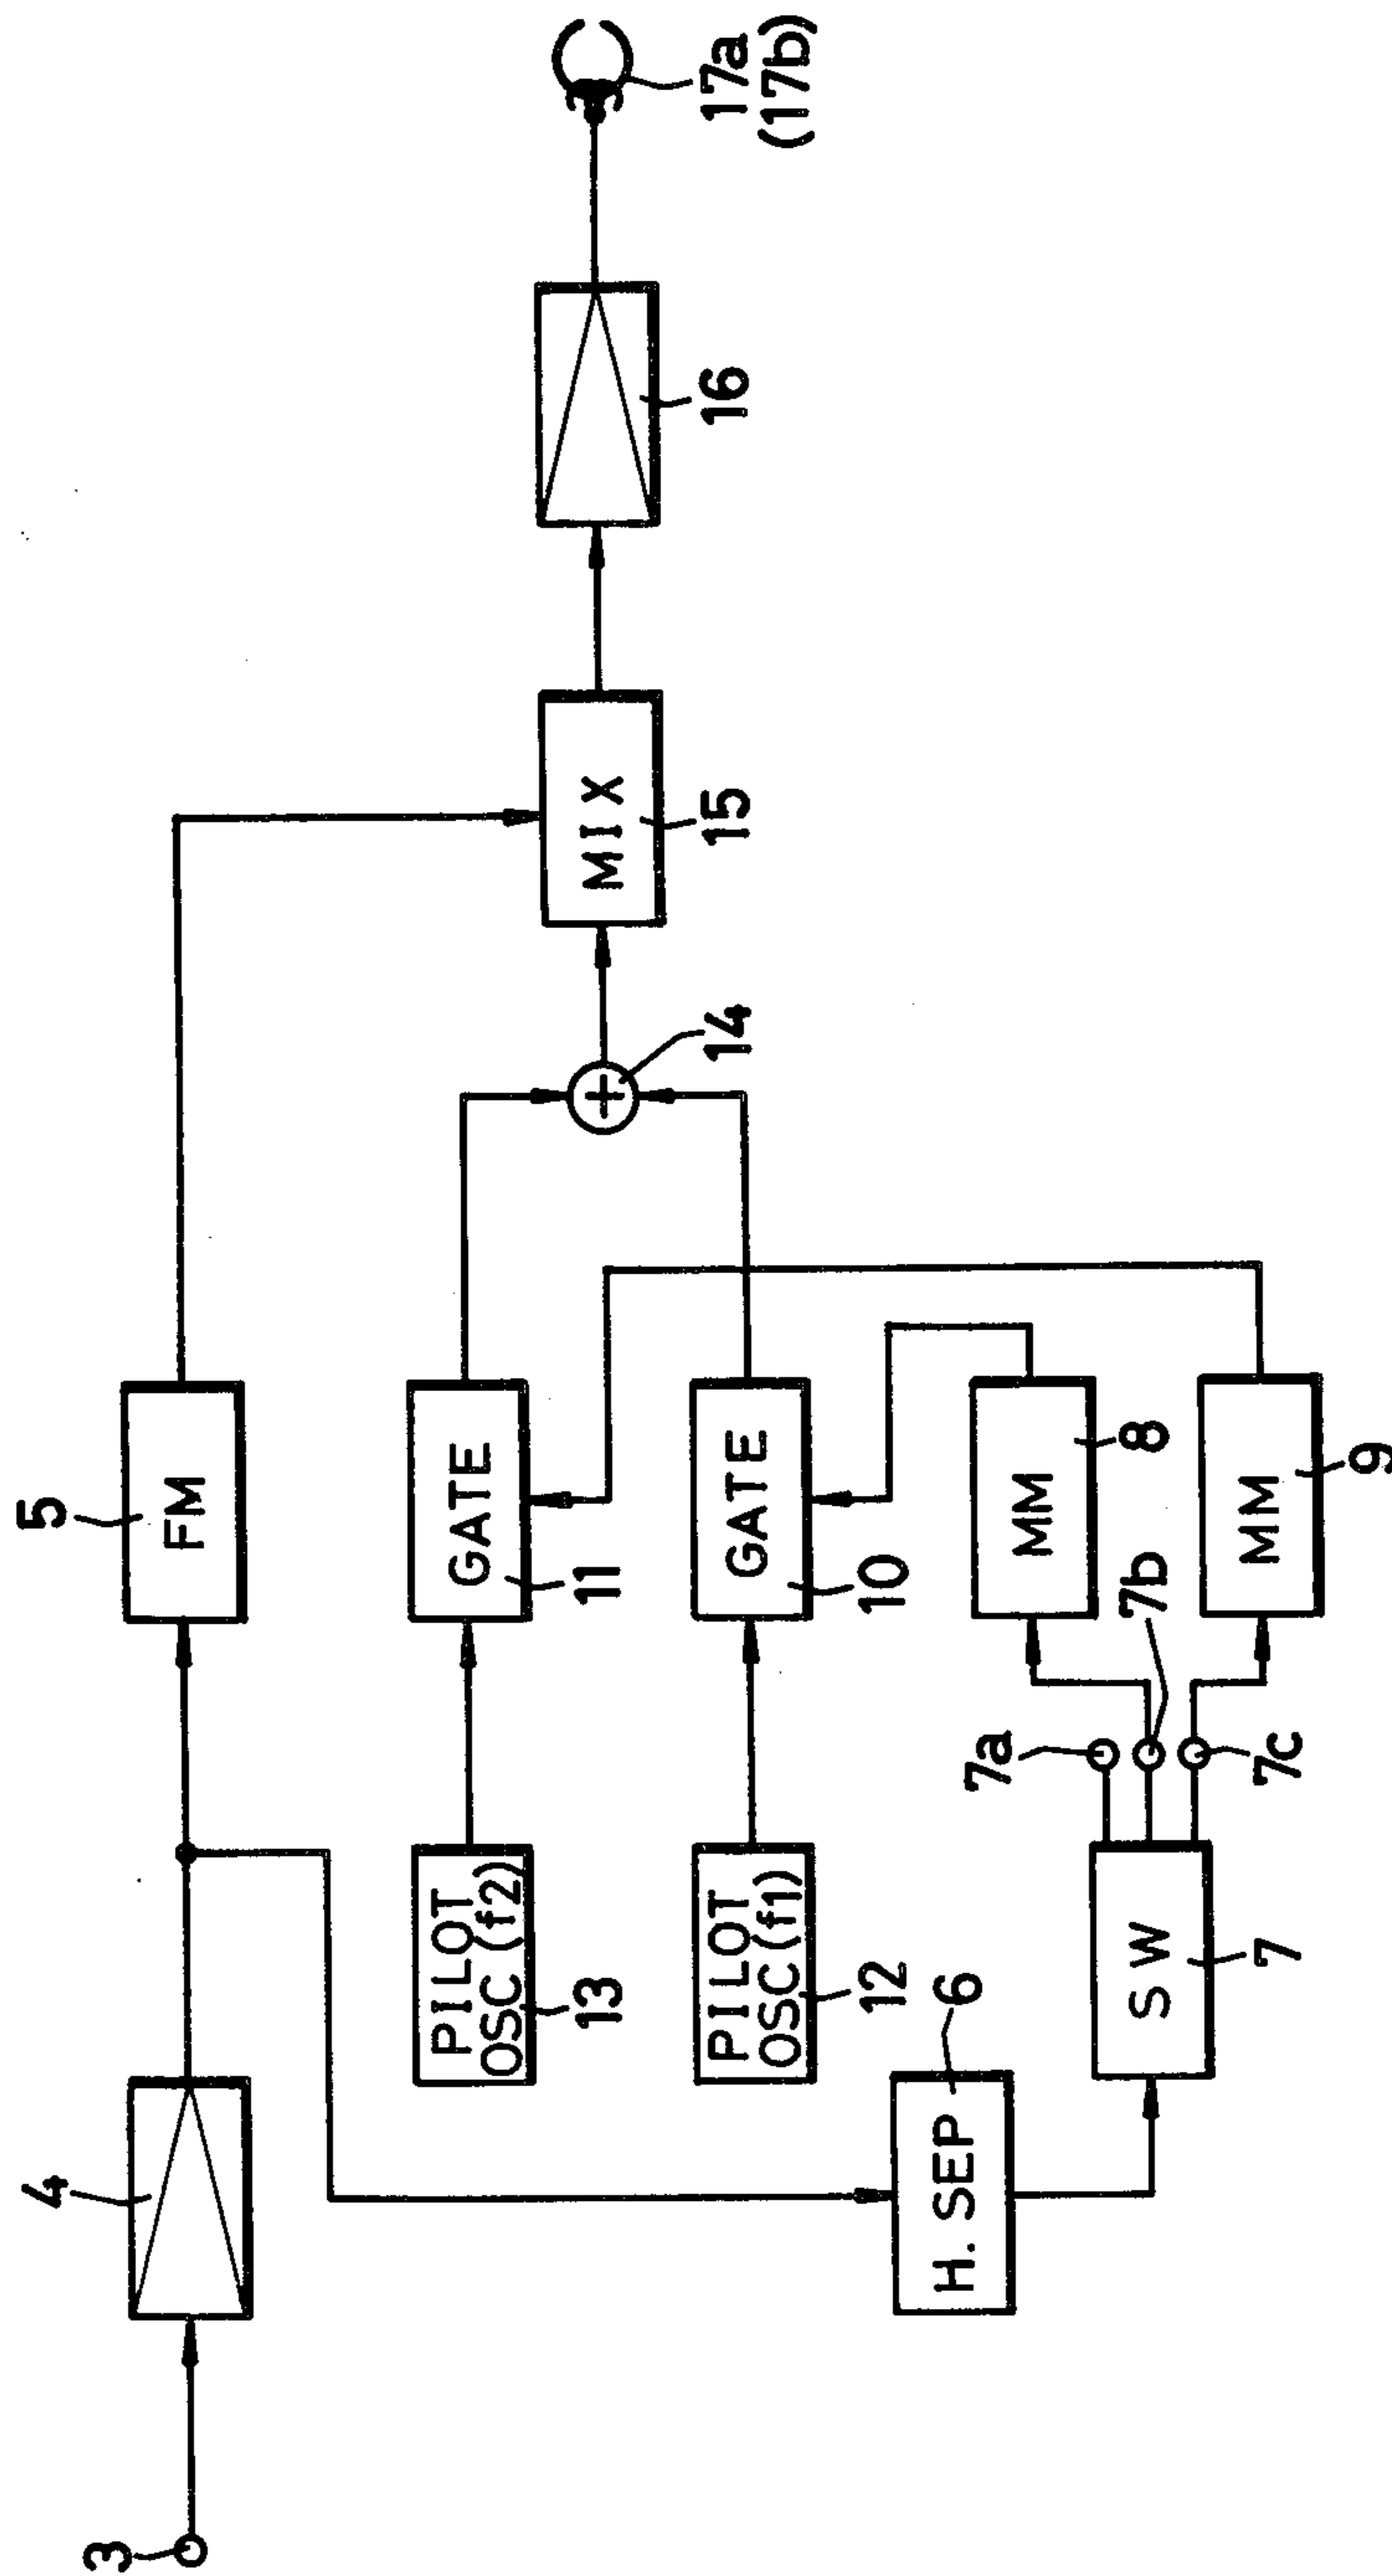 3
4
5
FM
PILOT
OSC(f2)
13
GATE
11
PILOT
OSC(f1)
12
GATE
10
14
MIX
15
16
17a
(17b)
H. SEP
6
SW
7
7a
7b
7c
MM
8
MM
9